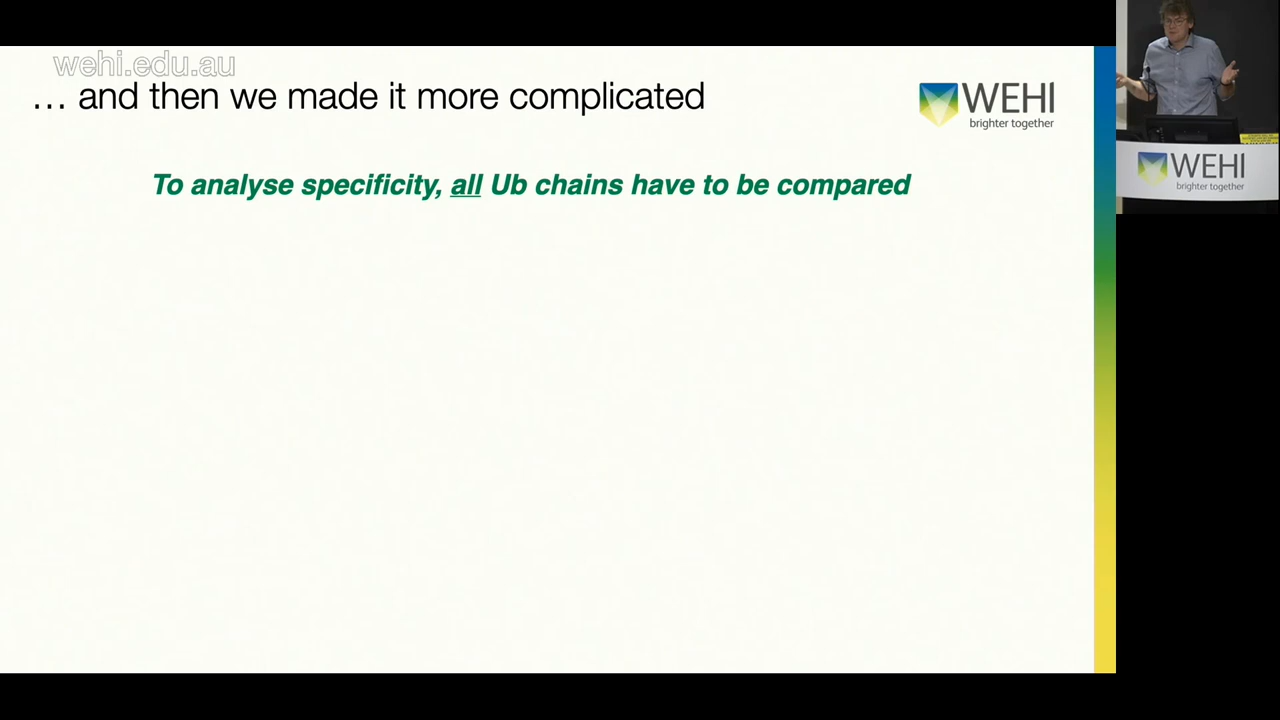 wehi.edu.au
… and then we made it more complicated
WEHI
brighter together
To analyse specificity, all Ub chains have to be compared
WEHI
brighter together